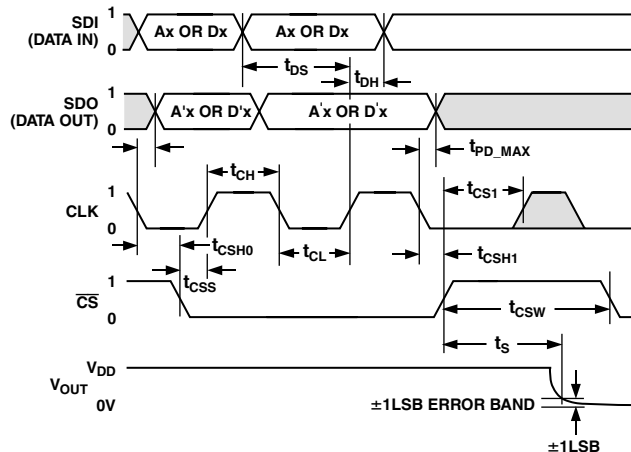 SDI
(DATA IN)
1
0
Ax OR Dx
Ax OR Dx
tDS
tDH
SDO
(DATA OUT)
1
0
A'x OR D'x
A'x OR D'x
tPD_MAX
tCH
tCS1
CLK
1
0
tCSH0
tCL
tCSH1
tCSS
CS
1
0
tCSW
tS
VOUT
VDD
0V
±1LSB ERROR BAND
±1LSB